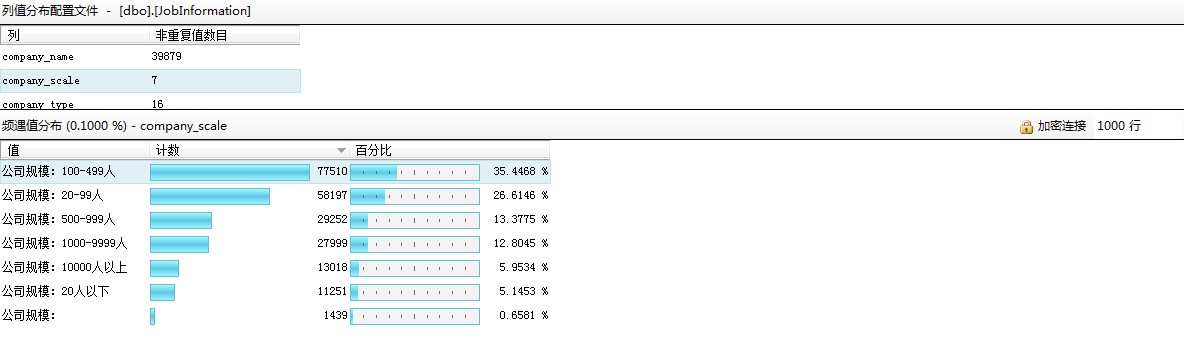 列值分布配置文件 - [dbo].[JobInformation]
列 非重复值数目
company_name 39879
company_scale 7
company_type 16
频遇值分布 (0.1000 %) - company_scale 加密连接 1000 行
值 计数 百分比
公司规模: 100-499人 77510 35.4468 %
公司规模: 20-99人 58197 26.6146 %
公司规模: 500-999人 29252 13.3775 %
公司规模: 1000-9999人 27999 12.8045 %
公司规模: 10000人以上 13018 5.9534 %
公司规模: 20人以下 11251 5.1453 %
公司规模: 1439 0.6581 %